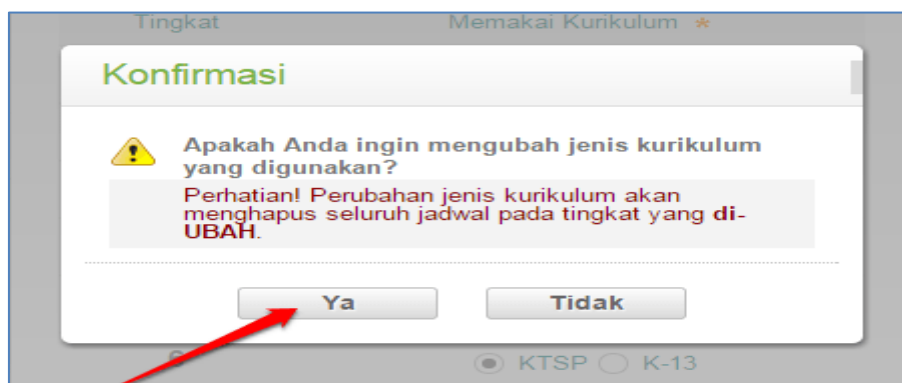 Tingkat Memakai Kurikulum *
Konfirmasi
Apakah Anda ingin mengubah jenis kurikulum
yang digunakan?
Perhatian! Perubahan jenis kurikulum akan
menghapus seluruh jadwal pada tingkat yang di-
UBAH.
Ya Tidak
KTSP K-13